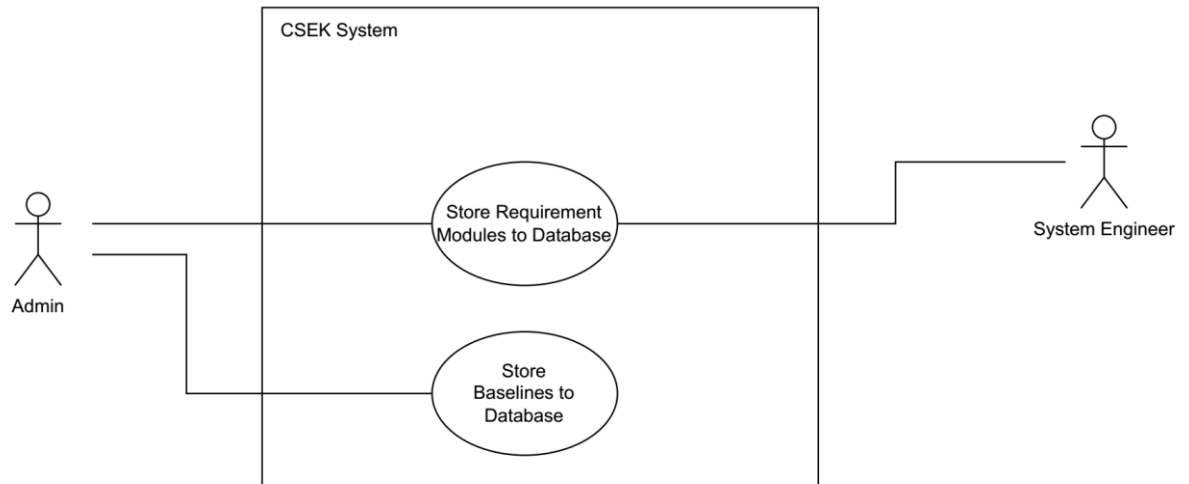 CSEK System
Store Requirement
Modules to Database
System Engineer
Admin
Store
Baselines to
Database